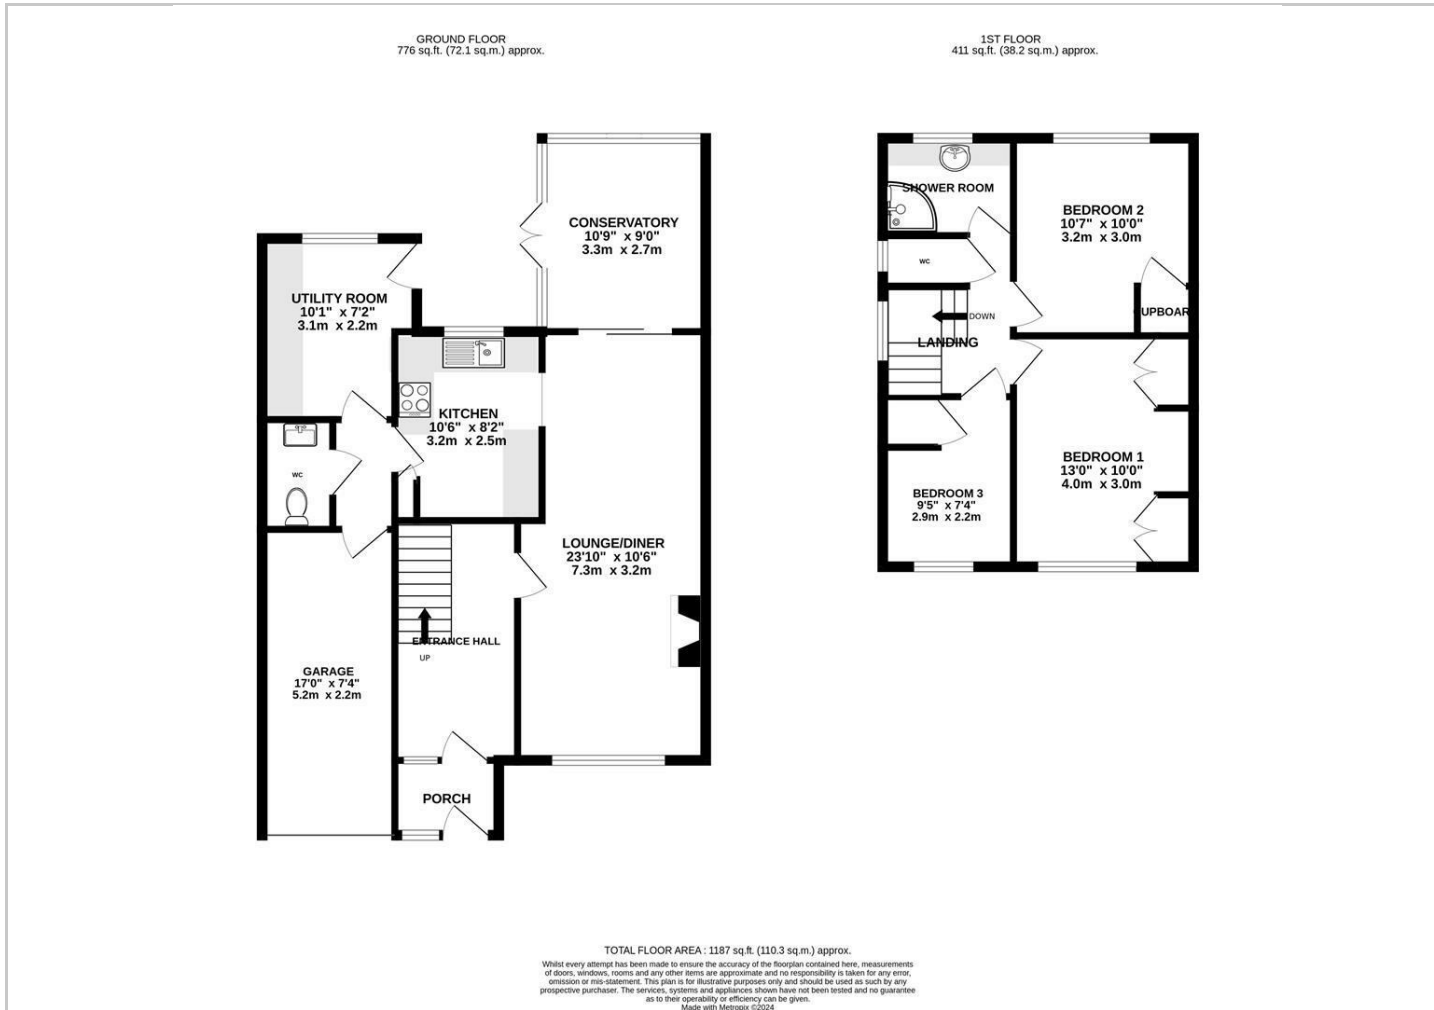 GROUND FLOOR
776 sq.ft. (72.1 sq.m.) approx.
1ST FLOOR
411 sq.ft. (38.2 sq.m.) approx.
CONSERVATORY
10'9" x 9'0"
3.3m x 2.7m
UTILITY ROOM
10'1" x 7'2"
3.1m x 2.2m
KITCHEN
10'6" x 8'2"
3.2m x 2.5m
WC
LOUNGE/DINER
23'10" x 10'6"
7.3m x 3.2m
ENTRANCE HALL
UP
GARAGE
17'0" x 7'4"
5.2m x 2.2m
PORCH
SHOWER ROOM
BEDROOM 2
10'7" x 10'0"
3.2m x 3.0m
WC
CUPBOARD
DOWN
LANDING
BEDROOM 1
13'0" x 10'0"
4.0m x 3.0m
BEDROOM 3
9'5" x 7'4"
2.9m x 2.2m
TOTAL FLOOR AREA : 1187 sq.ft. (110.3 sq.m.) approx.
Whilst every attempt has been made to ensure the accuracy of the floorplan contained here, measurements
of doors, windows, rooms and any other items are approximate and no responsibility is taken for any error,
omission or mis-statement. This plan is for illustrative purposes only and should be used as such by any
prospective purchaser. The services, systems and appliances shown have not been tested and no guarantee
as to their operability or efficiency can be given.
Made with Metropix ©2024